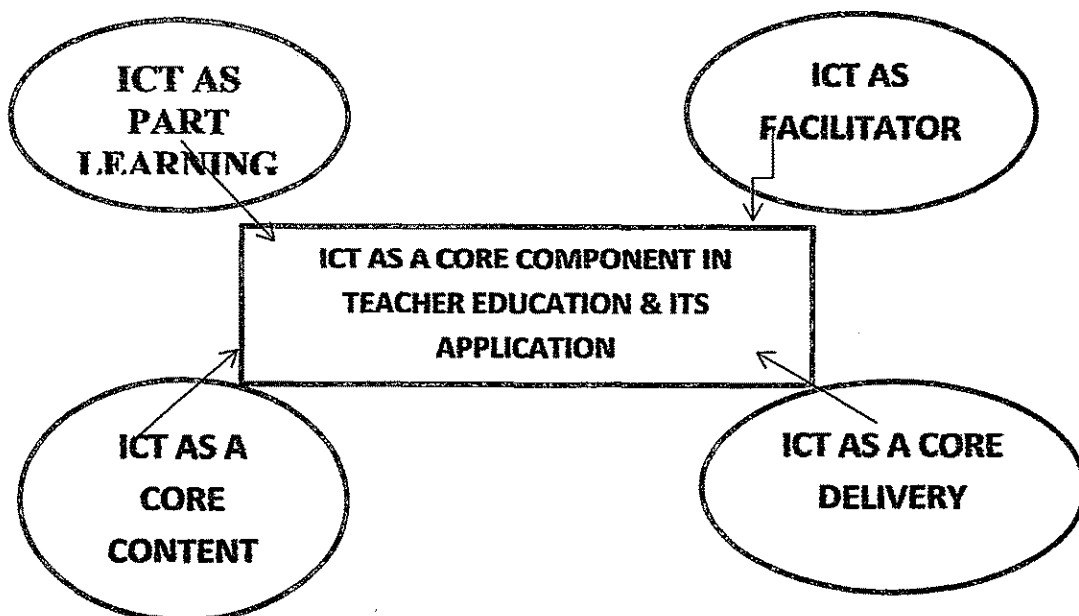 ICT AS
PART
LEARNING
ICT AS
FACILITATOR
ICT AS A CORE COMPONENT IN
TEACHER EDUCATION & ITS
APPLICATION
ICT AS A
CORE
CONTENT
ICT AS A CORE
DELIVERY